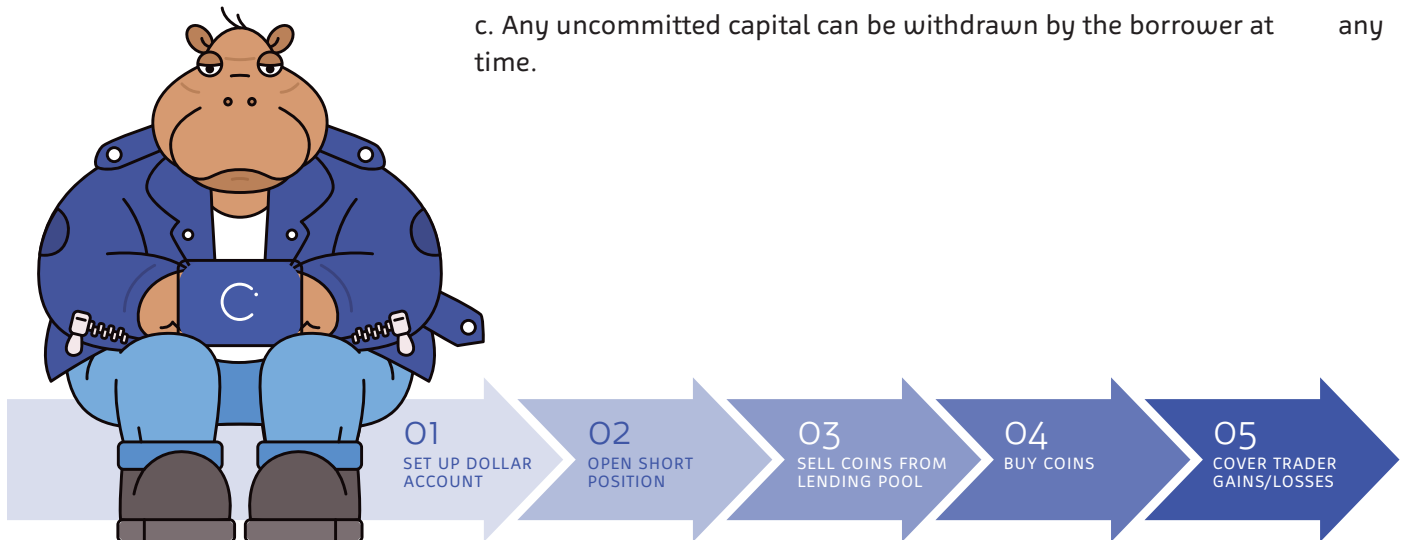 c. Any uncommitted capital can be withdrawn by the borrower at any
time.
01
SET UP DOLLAR
ACCOUNT
02
OPEN SHORT
POSITION
03
SELL COINS FROM
LENDING POOL
04
BUY COINS
05
COVER TRADER
GAINS/LOSSES